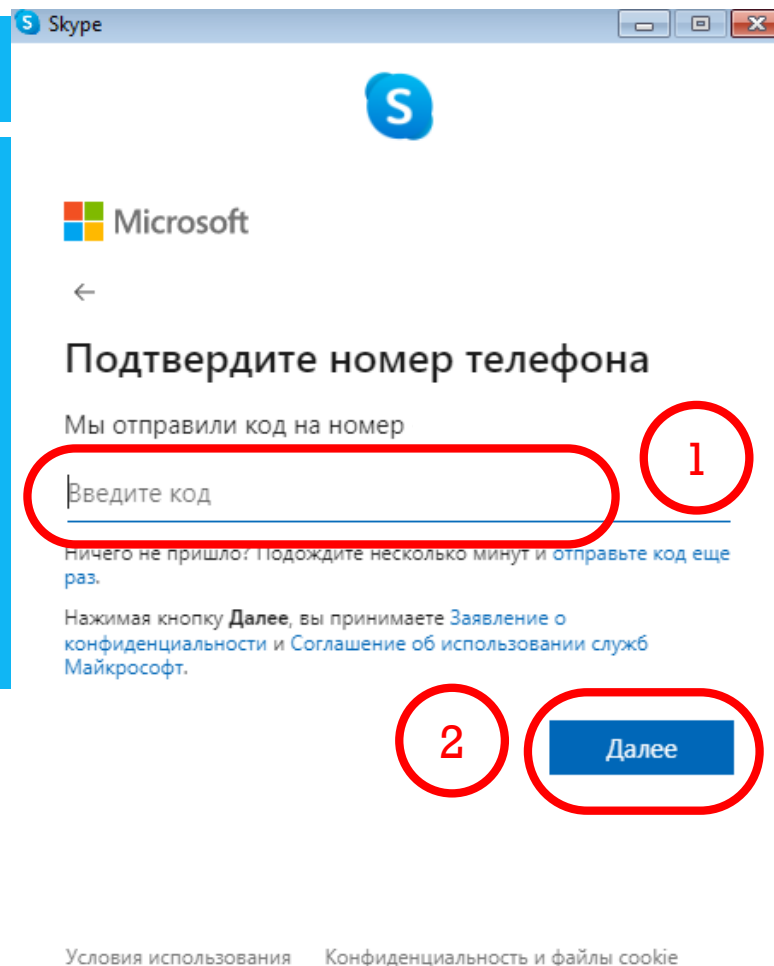 Skype
S
Microsoft
←
Подтвердите номер телефона
Мы отправили код на номер
1
Введите код
Ничего не пришло? Подождите несколько минут и отправьте код еще
раз.
Нажимая кнопку Далее, вы принимаете Заявление о
конфиденциальности и Соглашение об использовании служб
Майкрософт.
2
Далее
Условия использования Конфиденциальность и файлы cookie